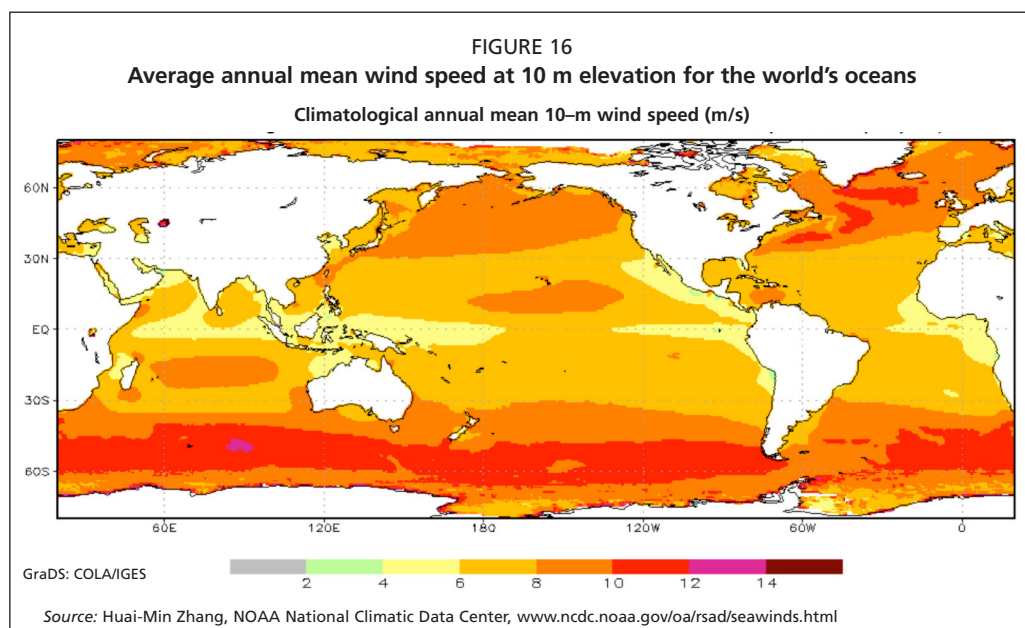 FIGURE 16
Average annual mean wind speed at 10 m elevation for the world's oceans
Climatological annual mean 10–m wind speed (m/s)
60N
30N
EQ
30S
60S
60E 120E 180 120W 60W 0
2 4 6 8 10 12 14
GraDS: COLA/IGES
Source: Huai-Min Zhang, NOAA National Climatic Data Center, www.ncdc.noaa.gov/oa/rsad/seawinds.html